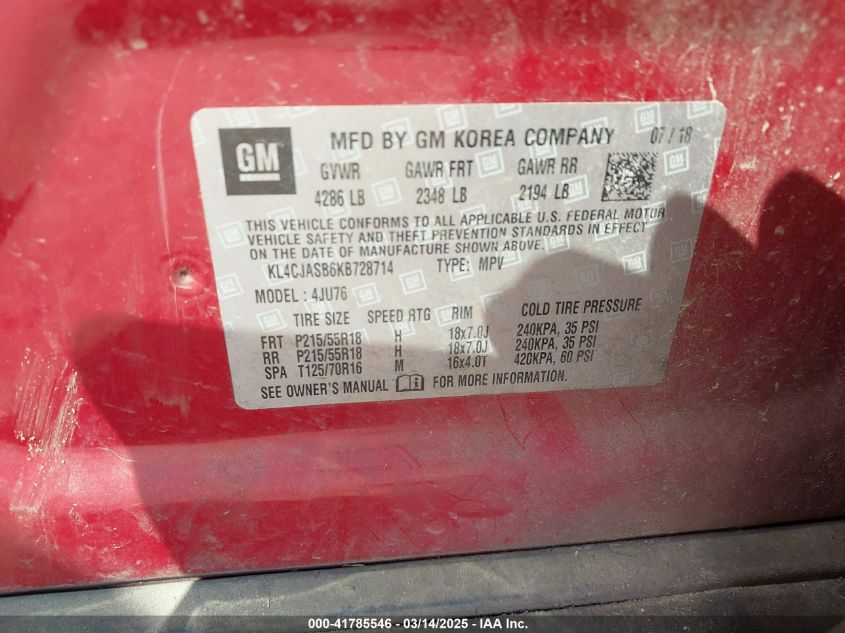 GM
MFD BY GM KOREA COMPANY 07/18
GVWR GAWR FRT GAWR RR
4286 LB 2348 LB 2194 LB
THIS VEHICLE CONFORMS TO ALL APPLICABLE U.S. FEDERAL MOTOR
VEHICLE SAFETY AND THEFT PREVENTION STANDARDS IN EFFECT
ON THE DATE OF MANUFACTURE SHOWN ABOVE.
KL4CJASB6KB728714 TYPE: MPV
MODEL: 4JU76
TIRE SIZE SPEED RTG RIM COLD TIRE PRESSURE
FRT P215/55R18 H 18x7.0J 240KPA, 35 PSI
RR P215/55R18 H 18x7.0J 240KPA, 35 PSI
SPA T125/70R16 M 16x4.0T 420KPA, 60 PSI
SEE OWNER'S MANUAL FOR MORE INFORMATION.
000-41785546 - 03/14/2025 - IAAI.com